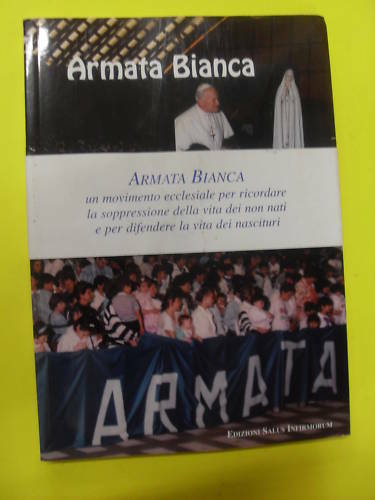 Armata Bianca
ARMATA BIANCA
un movimento ecclesiale per ricordare
la soppressione della vita dei non nati
e per difendere la vita dei nascituri
ARMATA
EDIZIONI SALUS INFIRMORUM